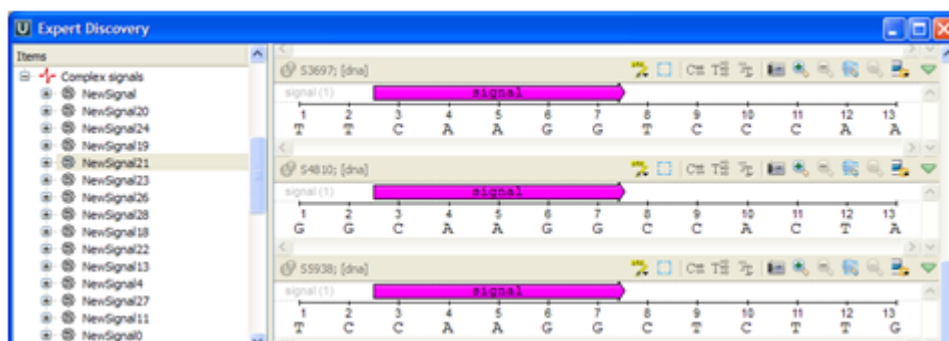 Expert Discovery
Items
Complex signals
NewSignal
NewSignal20
NewSignal24
NewSignal19
NewSignal21
NewSignal23
NewSignal26
NewSignal28
NewSignal18
NewSignal22
NewSignal13
NewSignal4
NewSignal27
NewSignal11
NewSignal0
S3697; [dna]
signal (1)
signal
1 2 3 4 5 6 7 8 9 10 11 12 13
T T C A A G G T C C C A A
S4810; [dna]
signal (1)
signal
1 2 3 4 5 6 7 8 9 10 11 12 13
G G C A A G G C C A C T A
S5938; [dna]
signal (1)
signal
1 2 3 4 5 6 7 8 9 10 11 12 13
T C C A A G G C T C T T G